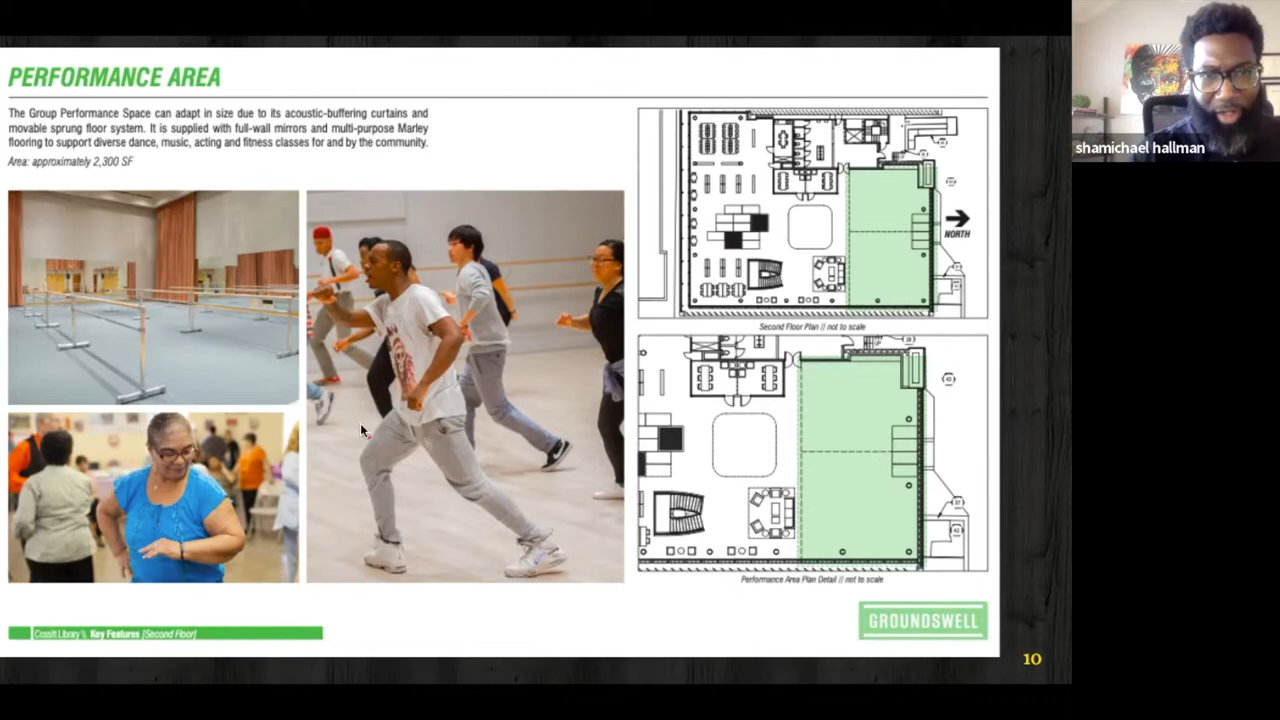 PERFORMANCE AREA
The Group Performance Space can adapt in size due to its acoustic-buffering curtains and
movable sprung floor system. It is supplied with full-wall mirrors and multi-purpose Marley
flooring to support diverse dance, music, acting and fitness classes for and by the community.
Area: approximately 2,300 SF
NORTH
Second Floor Plan // not to scale
Performance Area Plan Detail // not to scale
Cossitt Library \\ Key Features [Second Floor]
GROUNDSWELL
10
shamichael hallman